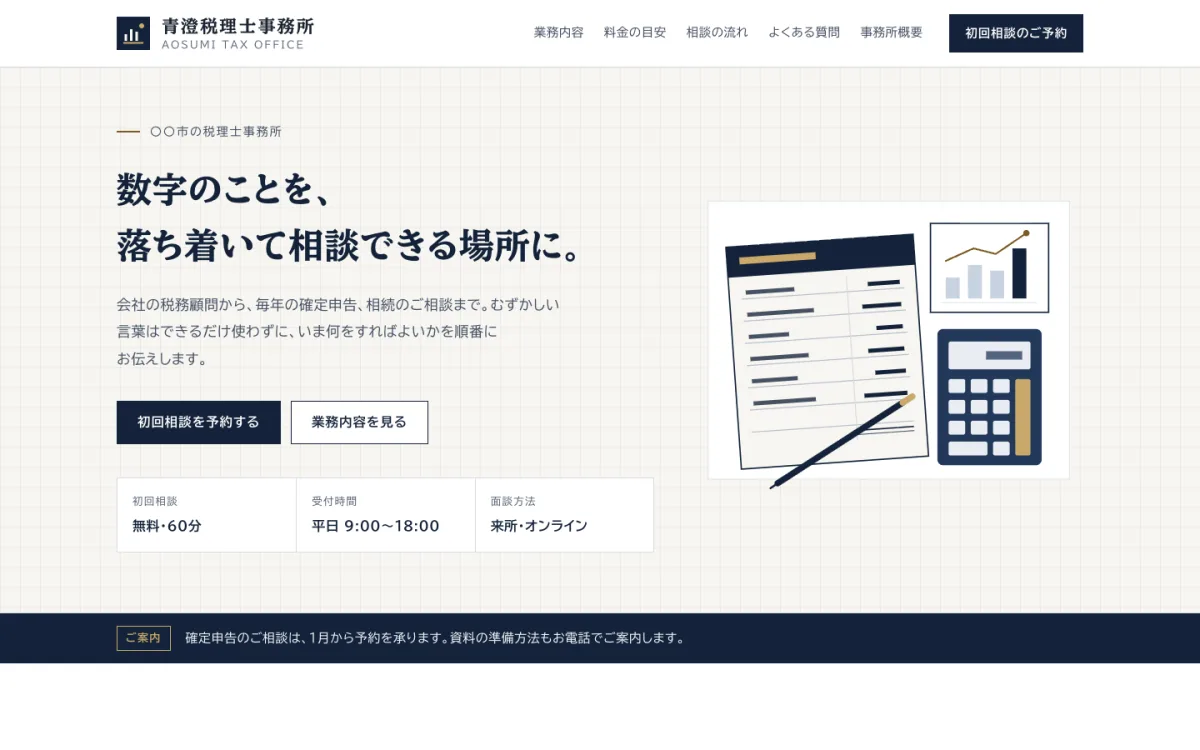 青澄税理士事務所
AOSUMI TAX OFFICE
業務内容
料金の目安
相談の流れ
よくある質問
事務所概要
初回相談のご予約
〇〇市の税理士事務所
数字のことを、
落ち着いて相談できる場所に。
会社の税務顧問から、毎年の確定申告、相続のご相談まで。むずかしい
言葉はできるだけ使わずに、いま何をすればよいかを順番に
お伝えします。
初回相談を予約する
業務内容を見る
初回相談
無料・60分
受付時間
平日 9:00〜18:00
面談方法
来所・オンライン
ご案内
確定申告のご相談は、1月から予約を承ります。資料の準備方法もお電話でご案内します。